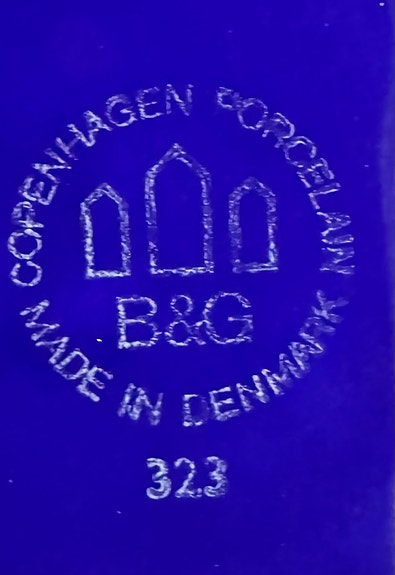 COPENHAGEN PORCELAIN
B&G
MADE IN DENMARK
323